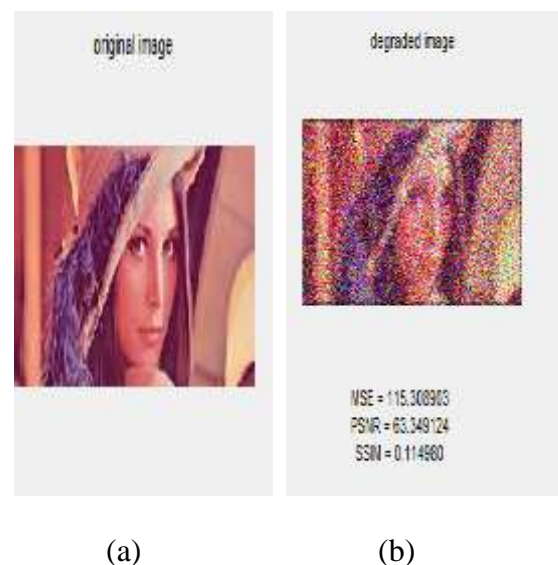 original image
degraded image
MSE = 115.308903
PSNR = 63.349124
SSIM = 0.114980
(a)
(b)